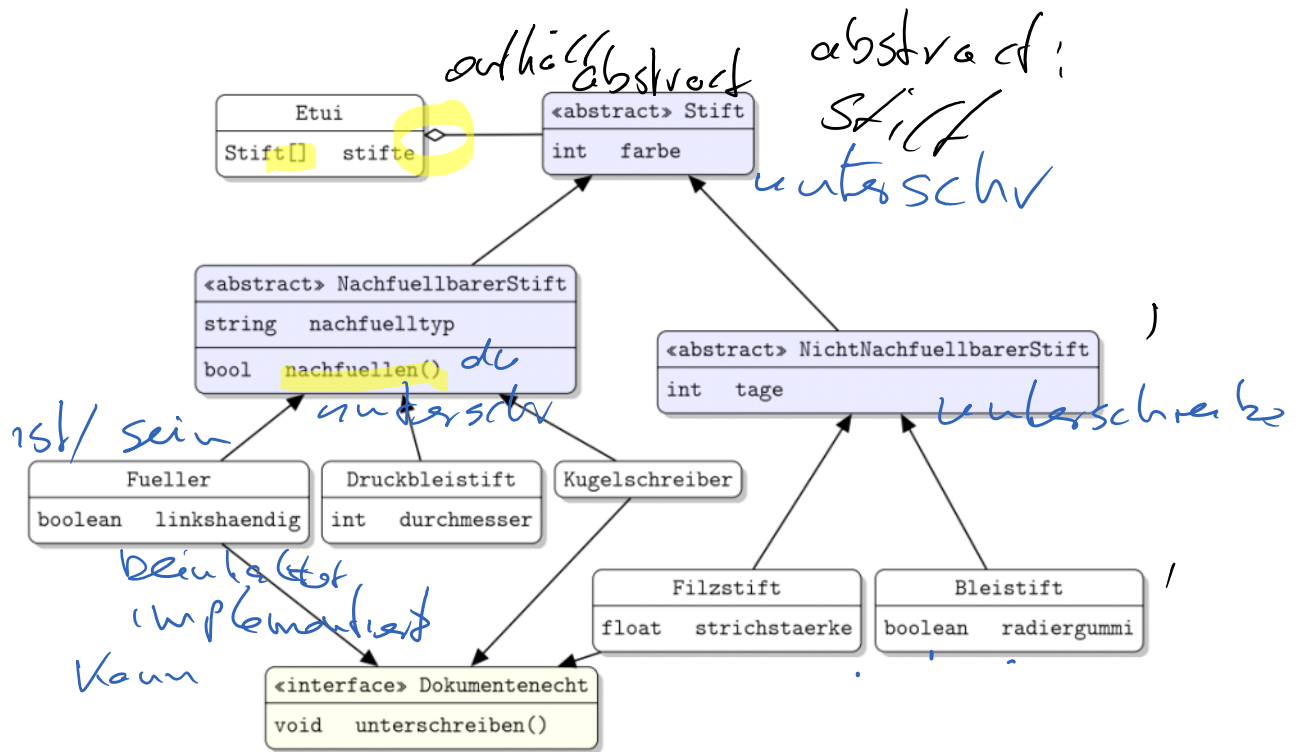 enthält
abstract
abstract:
Stift
Etui
Stift[] stifte
«abstract» Stift
int farbe
unterschr
«abstract» NachfuellbarerStift
string nachfuelltyp
bool nachfuellen()
unterschr
«abstract» NichtNachfuellbarerStift
int tage
unterschreibe
ist/sein
Fueller
boolean linkshaendig
Druckbleistift
int durchmesser
Kugelschreiber
beinhaltet
implementiert
kann
Filzstift
float strichstaerke
Bleistift
boolean radiergummi
«interface» Dokumentenecht
void unterschreiben()